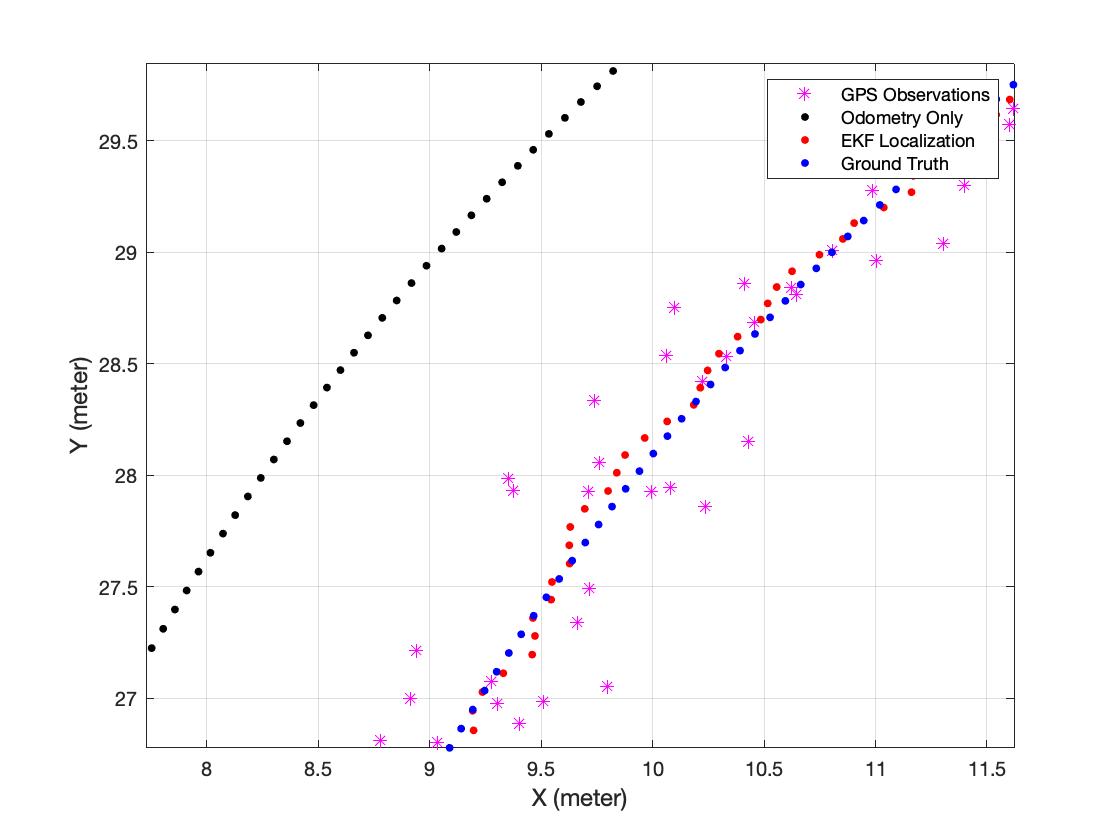 GPS Observations
Odometry Only
EKF Localization
Ground Truth
29.5
29
28.5
28
27.5
27
Y (meter)
8
8.5
9
9.5
10
10.5
11
11.5
X (meter)